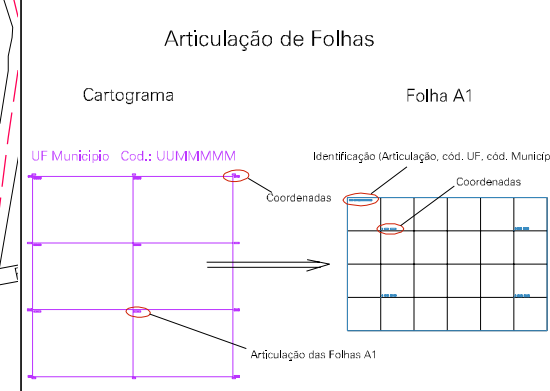 Articulação de Folhas
Cartograma
Folha A1
UF Municipio Cod.: UUMMMMM
Identificação (Articulação, cód. UF, cód. Municíp
Coordenadas
Coordenadas
Articulação das Folhas A1